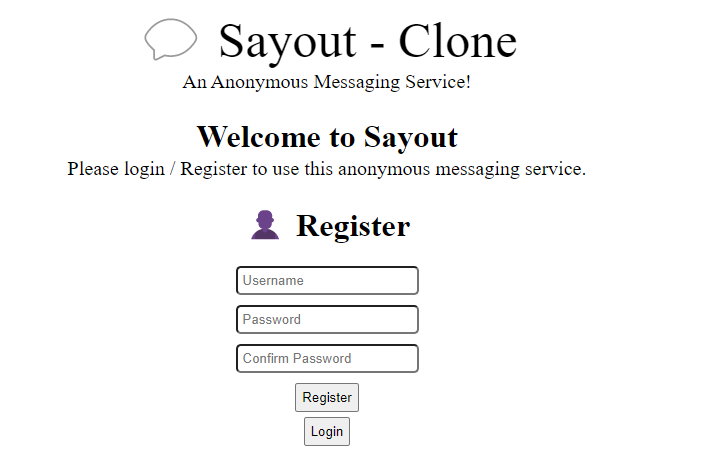 Sayout - Clone
An Anonymous Messaging Service!
Welcome to Sayout
Please login / Register to use this anonymous messaging service.
Register
Username
Password
Confirm Password
Register
Login